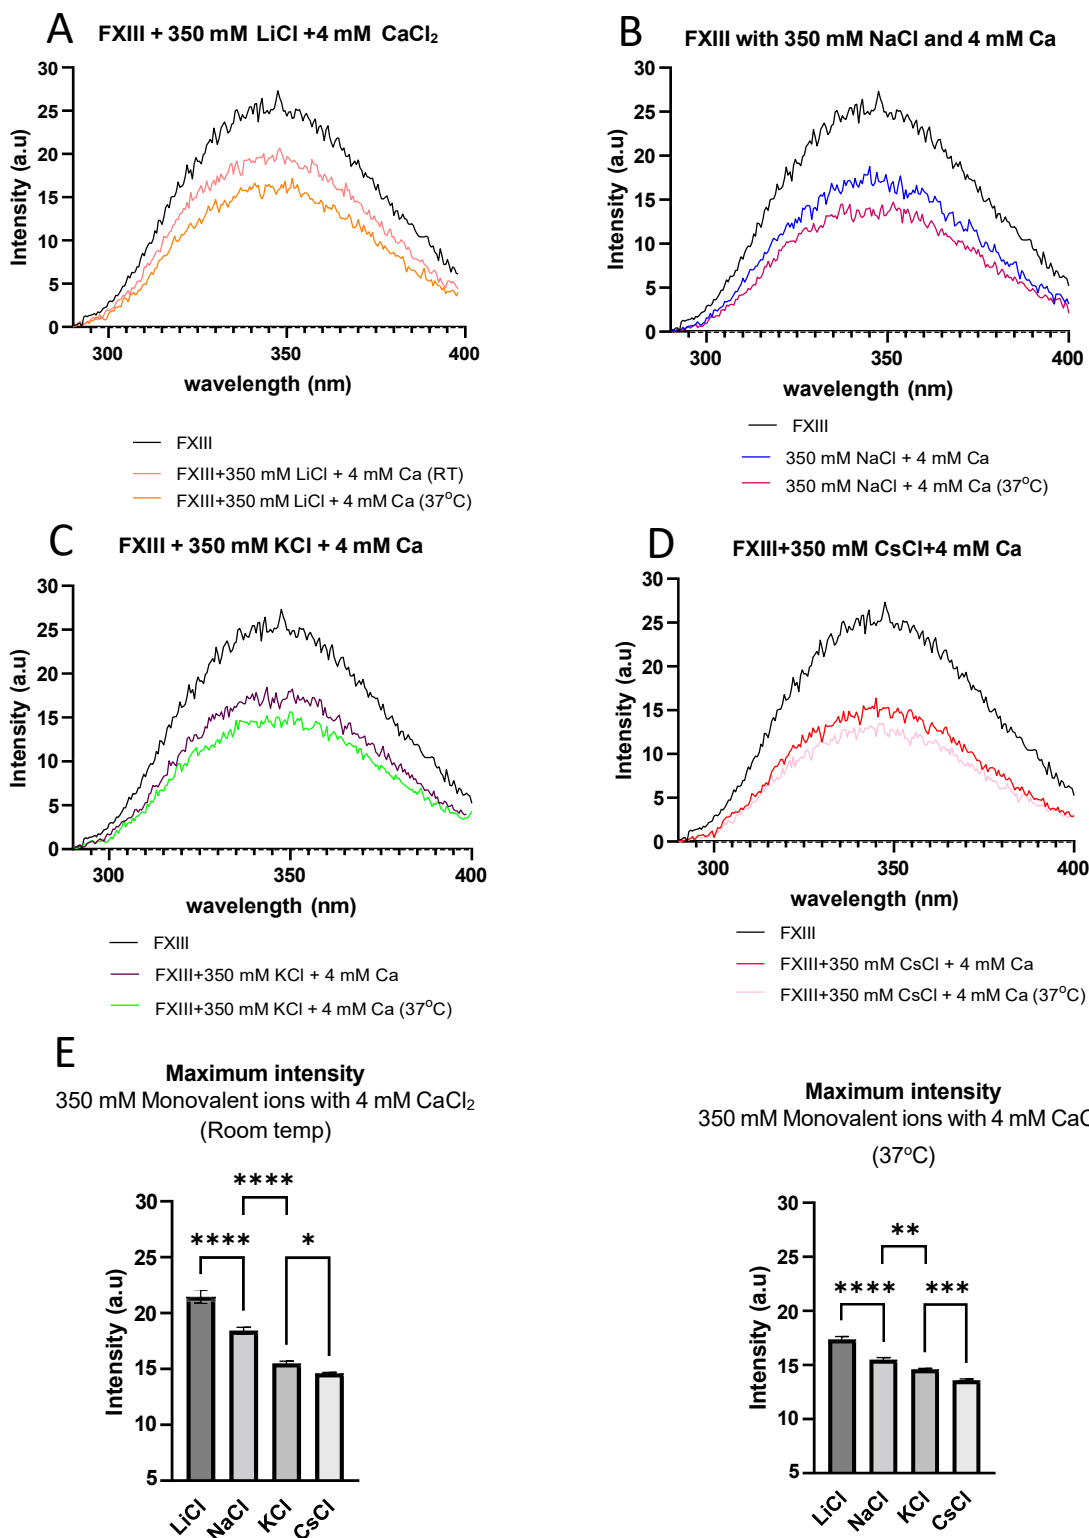 A
FXIII + 350 mM LiCl +4 mM CaCl₂
30
25
20
15
10
5
0
Intensity (a.u)
300
350
400
wavelength (nm)
FXIII
FXIII+350 mM LiCl + 4 mM Ca (RT)
FXIII+350 mM LiCl + 4 mM Ca (37°C)
B
FXIII with 350 mM NaCl and 4 mM Ca
30
25
20
15
10
5
0
Intensity (a.u)
300
350
400
wavelength (nm)
FXIII
350 mM NaCl + 4 mM Ca
350 mM NaCl + 4 mM Ca (37°C)
C
FXIII + 350 mM KCl + 4 mM Ca
30
25
20
15
10
5
0
Intensity (a.u)
300
350
400
wavelength (nm)
FXIII
FXIII+350 mM KCl + 4 mM Ca
FXIII+350 mM KCl + 4 mM Ca (37°C)
D
FXIII+350 mM CsCl+4 mM Ca
30
25
20
15
10
5
0
Intensity (a.u)
300
350
400
wavelength (nm)
FXIII
FXIII+350 mM CsCl + 4 mM Ca
FXIII+350 mM CsCl + 4 mM Ca (37°C)
E
Maximum intensity
350 mM Monovalent ions with 4 mM CaCl₂
(Room temp)
30
25
20
15
10
5
Intensity (a.u)
****
****
*
LiCl
NaCl
KCl
CsCl
Maximum intensity
350 mM Monovalent ions with 4 mM CaC
(37°C)
30
25
20
15
10
5
Intensity (a.u)
**
****
***
LiCl
NaCl
KCl
CsCl